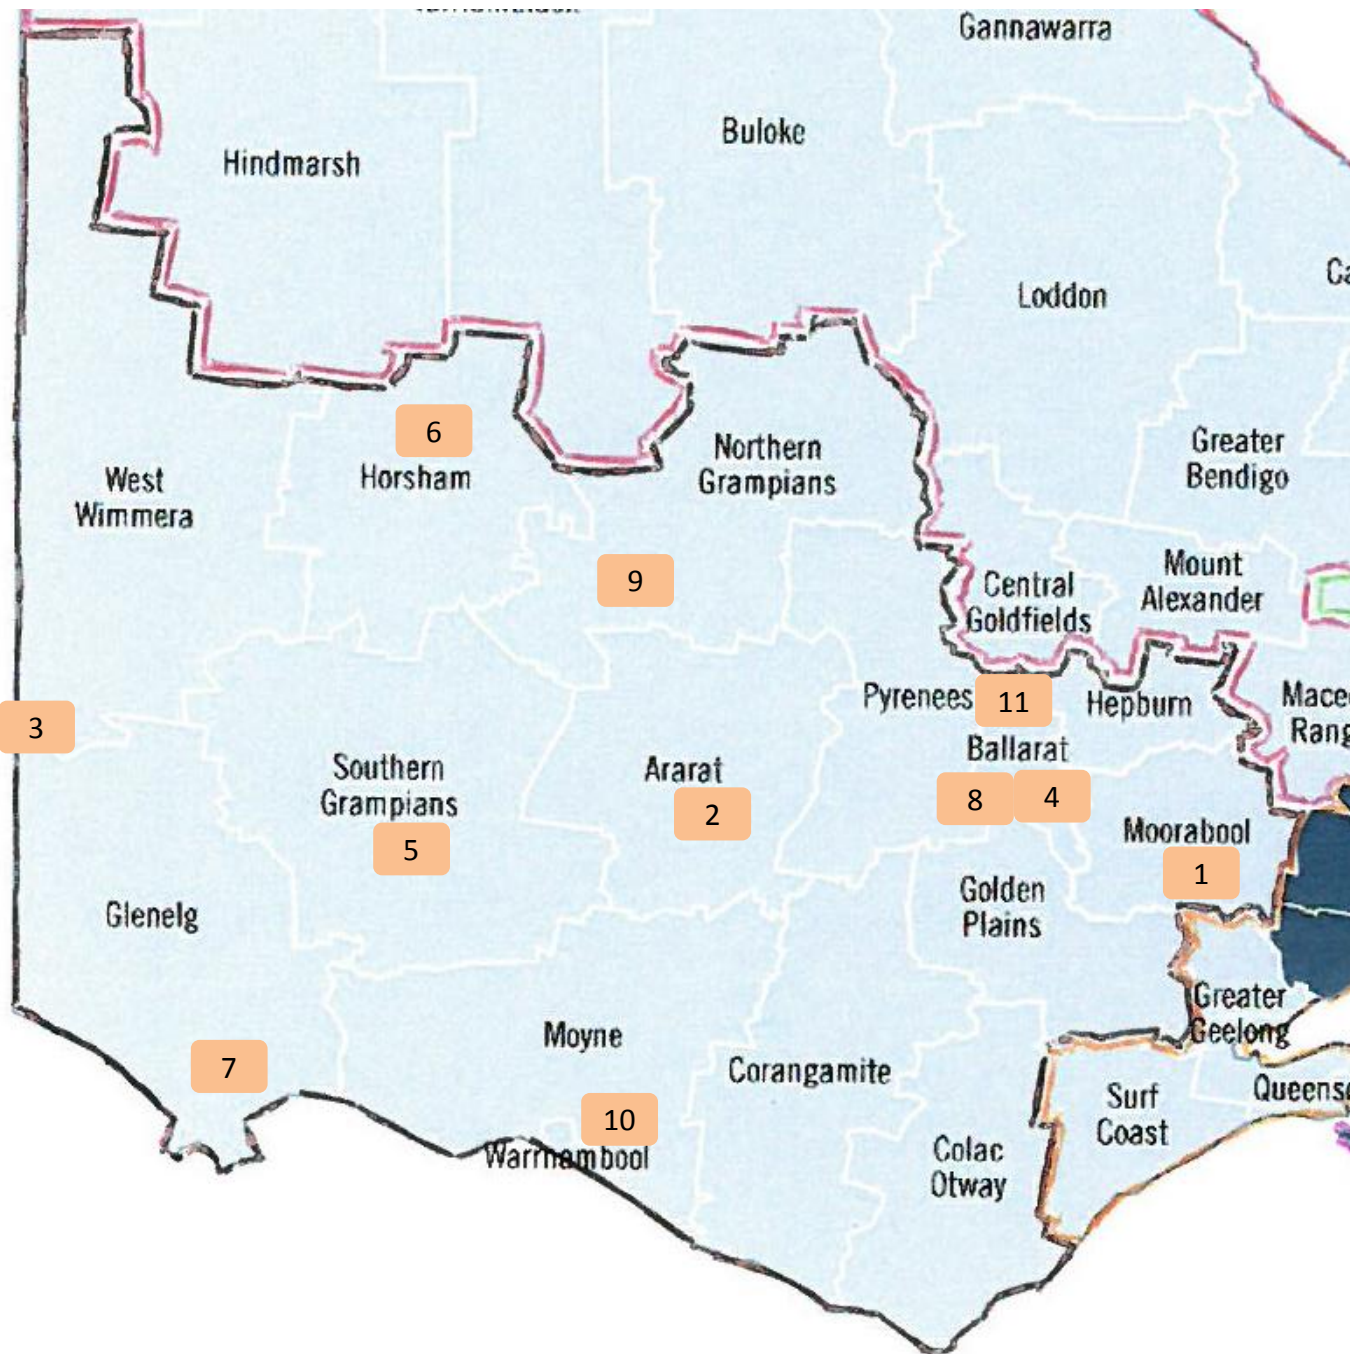 Gannawarra
Buloke
Hindmarsh
Loddon
6
Horsham
West
Wimmera
Northern
Grampians
Greater
Bendigo
9
Central
Goldfields
Mount
Alexander
3
Pyrenees
11
Hepburn
Ballarat
Southern
Grampians
5
Ararat
2
8
4
Moorabool
1
Glenelg
Golden
Plains
Greater
Geelong
7
Moyne
10
Warrnambool
Corangamite
Colac
Otway
Surf
Coast